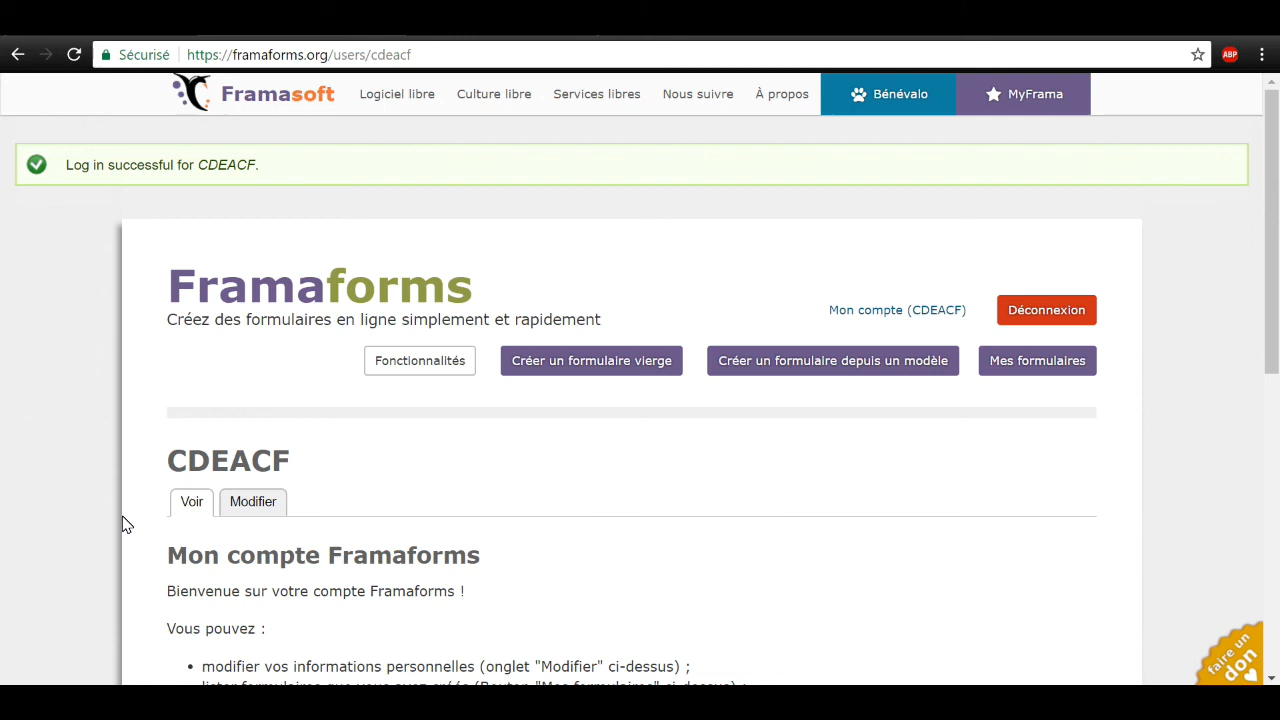 Sécurisé https://framaforms.org/users/cdeacf ABP
Framasoft Logiciel libre Culture libre Services libres Nous suivre À propos Bénévalo MyFrama
Log in successful for CDEACF.
Framaforms
Créez des formulaires en ligne simplement et rapidement
Mon compte (CDEACF) Déconnexion
Fonctionnalités Créer un formulaire vierge Créer un formulaire depuis un modèle Mes formulaires
CDEACF
Voir Modifier
Mon compte Framaforms
Bienvenue sur votre compte Framaforms !
Vous pouvez :
• modifier vos informations personnelles (onglet "Modifier" ci-dessus) ;
faire un
don